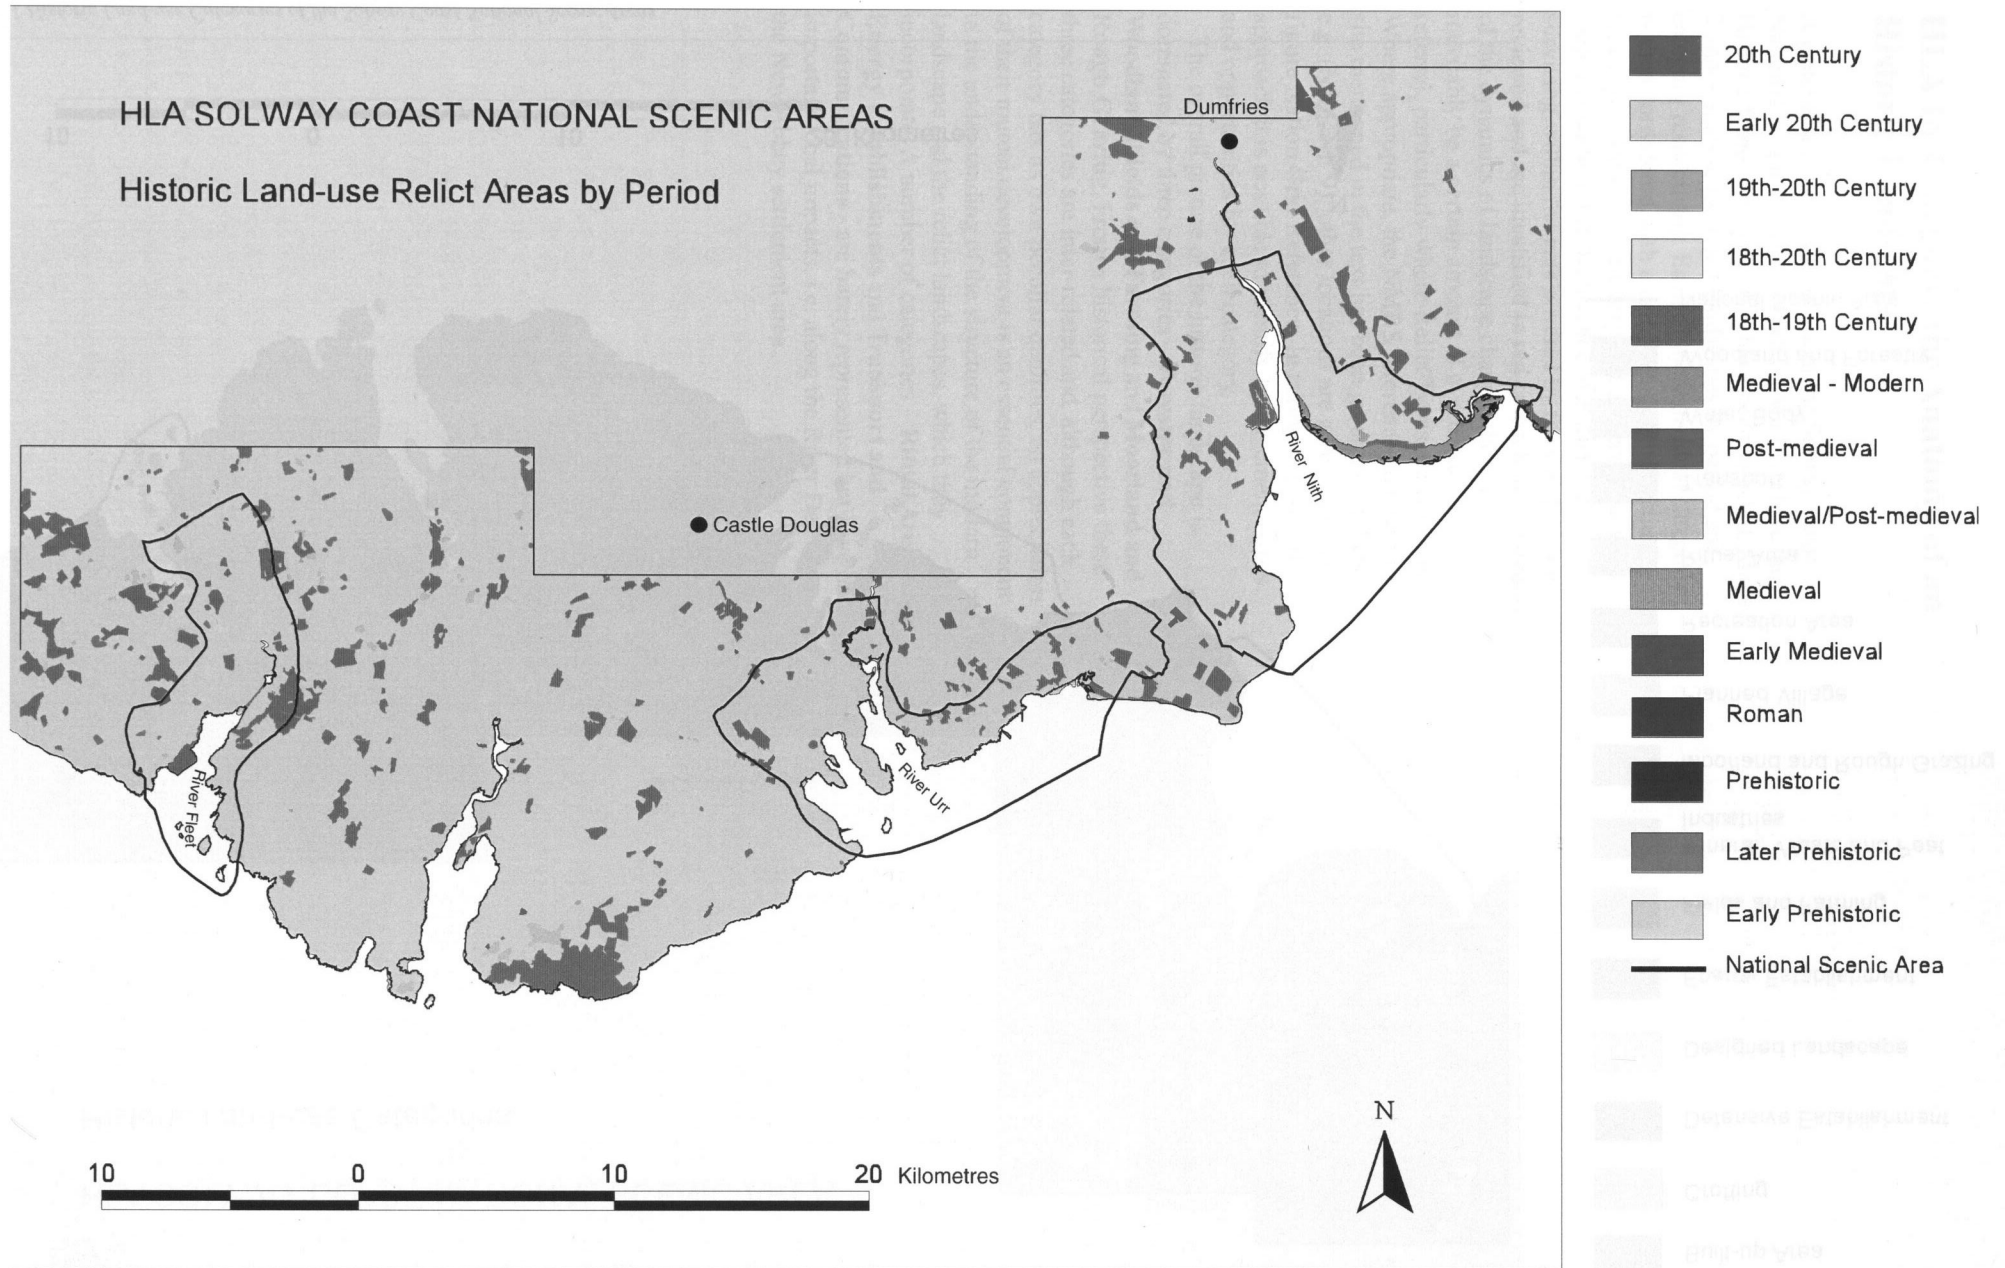 HLA SOLWAY COAST NATIONAL SCENIC AREAS
Historic Land-use Relict Areas by Period
Dumfries
Castle Douglas
River Nith
River Urr
River Fleet
20th Century
Early 20th Century
19th-20th Century
18th-20th Century
18th-19th Century
Medieval - Modern
Post-medieval
Medieval/Post-medieval
Medieval
Early Medieval
Roman
Prehistoric
Later Prehistoric
Early Prehistoric
National Scenic Area
N
10 0 10 20 Kilometres